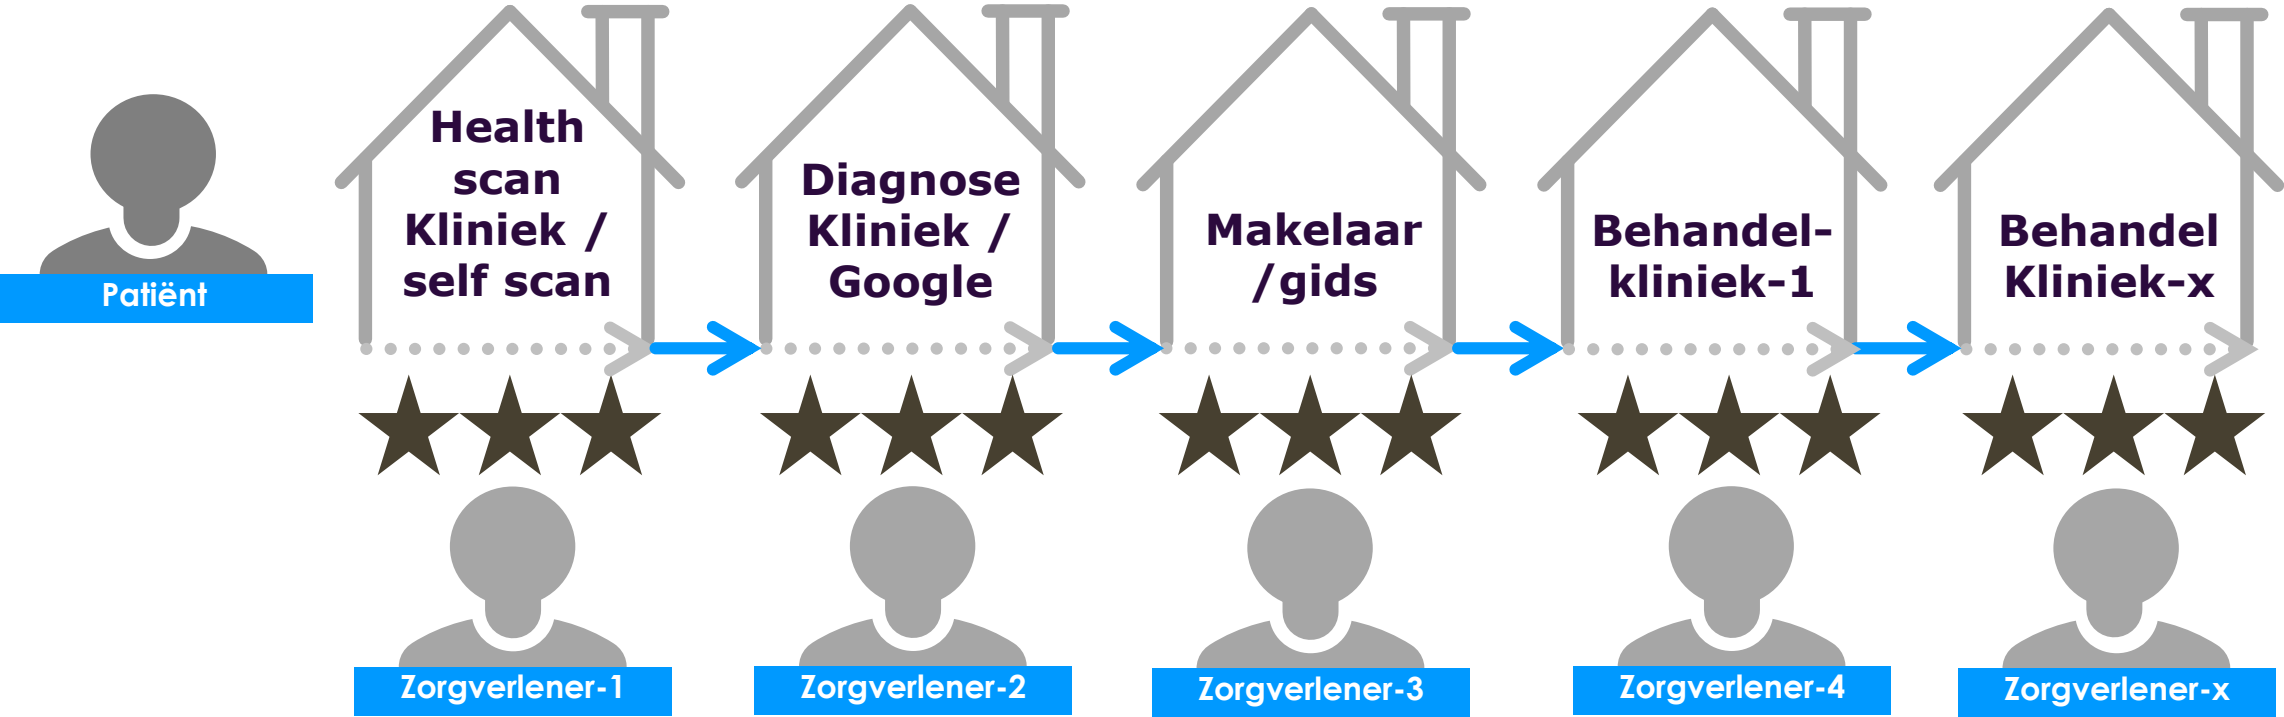 Patiënt
Health
scan
Kliniek /
self scan
Diagnose
Kliniek /
Google
Makelaar
/gids
Behandel-
kliniek-1
Behandel
Kliniek-x
Zorgverlener-1
Zorgverlener-2
Zorgverlener-3
Zorgverlener-4
Zorgverlener-x